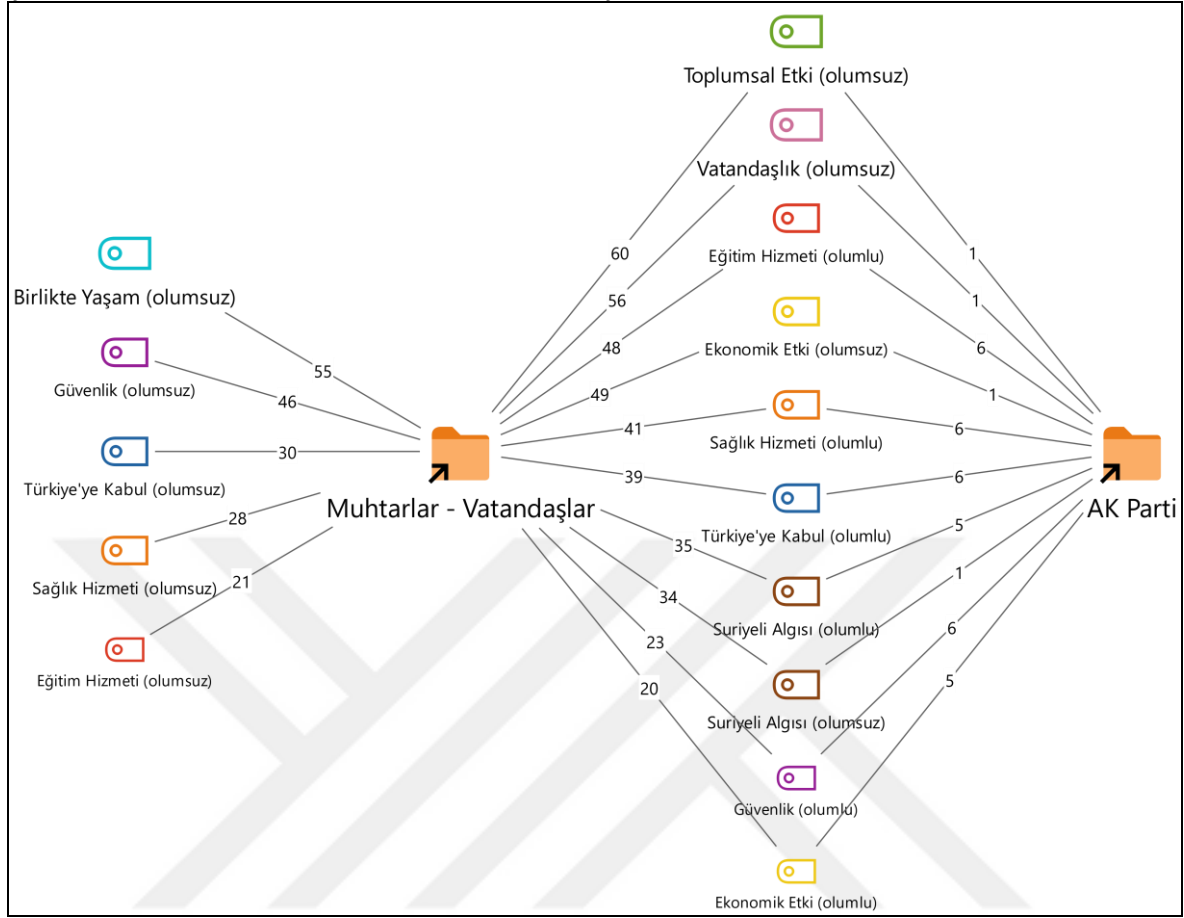 Toplumsal Etki (olumsuz)
Vatandaşlık (olumsuz)
Eğitim Hizmeti (olumlu)
Ekonomik Etki (olumsuz)
Sağlık Hizmeti (olumlu)
Türkiye'ye Kabul (olumlu)
Suriyeli Algısı (olumlu)
Suriyeli Algısı (olumsuz)
Güvenlik (olumlu)
Ekonomik Etki (olumlu)
Birlikte Yaşam (olumsuz)
Güvenlik (olumsuz)
Türkiye'ye Kabul (olumsuz)
Sağlık Hizmeti (olumsuz)
Eğitim Hizmeti (olumsuz)
Muhtarlar - Vatandaşlar
AK Parti
55
46
30
28
21
60
56
48
49
41
39
35
34
23
20
1
1
6
1
6
6
5
1
6
5